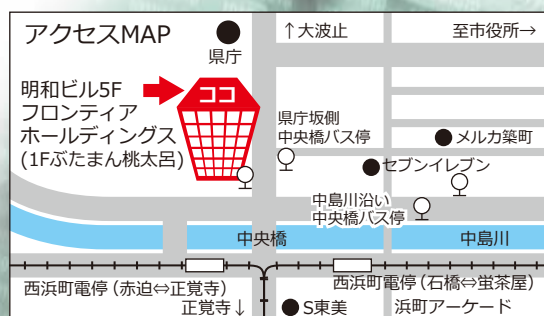 アクセスMAP
県庁
↑大波止
至市役所→
明和ビル5F
フロンティア
ホールディングス
(1Fぶたまん桃太呂)
ココ
県庁坂側
中央橋バス停
メルカ築町
セブンイレブン
中島川沿い
中央橋バス停
中央橋
中島川
西浜町電停(赤迫⇔正覚寺)
西浜町電停(石橋⇔蛍茶屋)
正覚寺↓
S東美
浜町アーケード